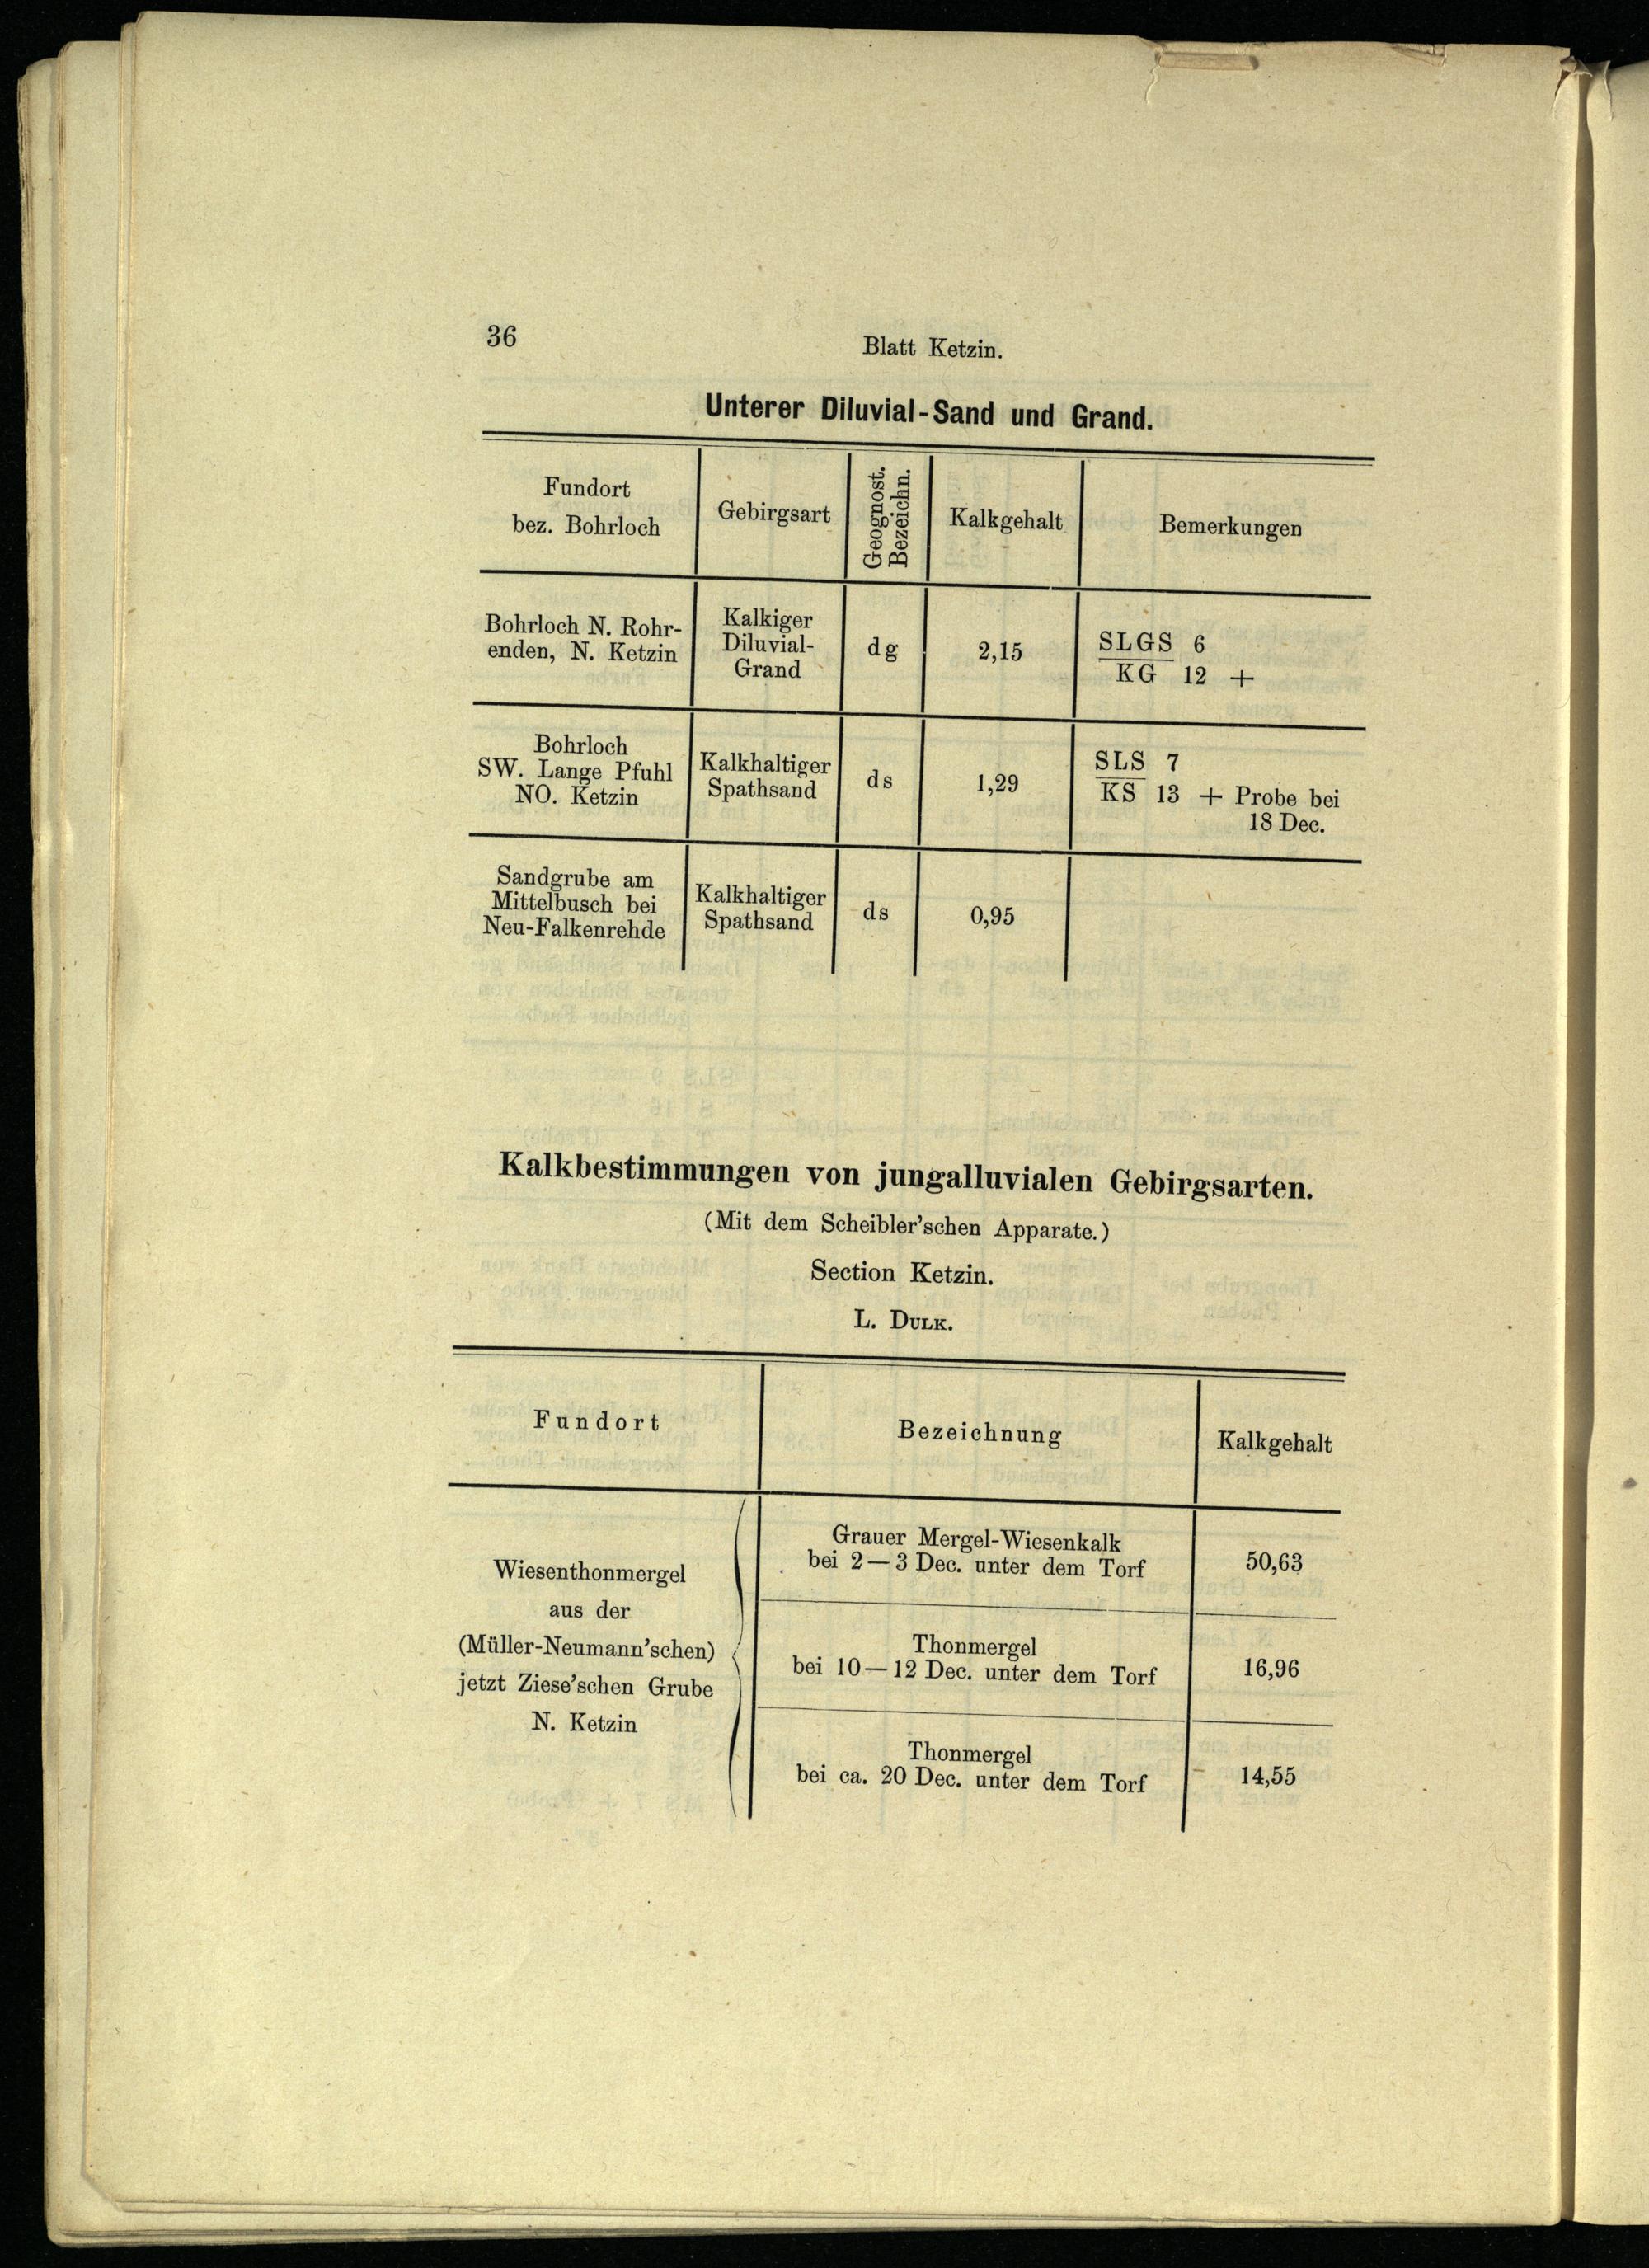 36
Blatt Ketzin.
Unterer Diluvial-Sand und Grand.
Fundort
bez. Bohrloch
Gebirgsart
Geognost.
Bezeichn.
Kalkgehalt
Bemerkungen
Bohrloch N. Rohr-
enden, N. Ketzin
Kalkiger
Diluvial-
Grand
dg
2,15
SLGS 6
KG 12 +
Bohrloch
SW. Lange Pfuhl
NO. Ketzin
Kalkhaltiger
Spathsand
ds
1,29
SLS 7
KS 13 + Probe bei
18 Dec.
Sandgrube am
Mittelbusch bei
Neu-Falkenrehde
Kalkhaltiger
Spathsand
ds
0,95
Kalkbestimmungen von jungalluvialen Gebirgsarten.
(Mit dem Scheibler'schen Apparate.)
Section Ketzin.
L. Dulk.
Fundort
Bezeichnung
Kalkgehalt
Wiesenthonmergel
aus der
(Müller-Neumann'schen)
jetzt Ziese'schen Grube
N. Ketzin
Grauer Mergel-Wiesenkalk
bei 2—3 Dec. unter dem Torf
50,63
Thonmergel
bei 10—12 Dec. unter dem Torf
16,96
Thonmergel
bei ca. 20 Dec. unter dem Torf
14,55